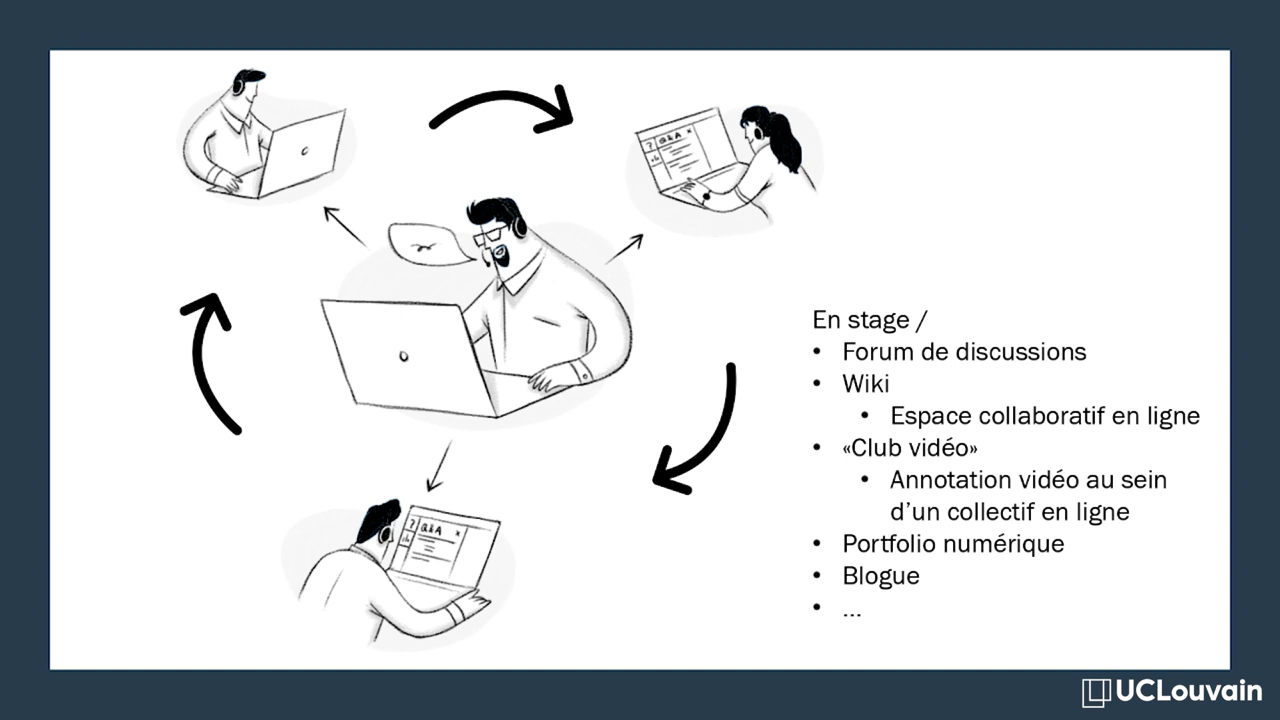 Q&A ×
?
En stage /
• Forum de discussions
• Wiki
• Espace collaboratif en ligne
• «Club vidéo»
• Annotation vidéo au sein
d’un collectif en ligne
• Portfolio numérique
• Blogue
• ...
? Q&A ×
UCLouvain